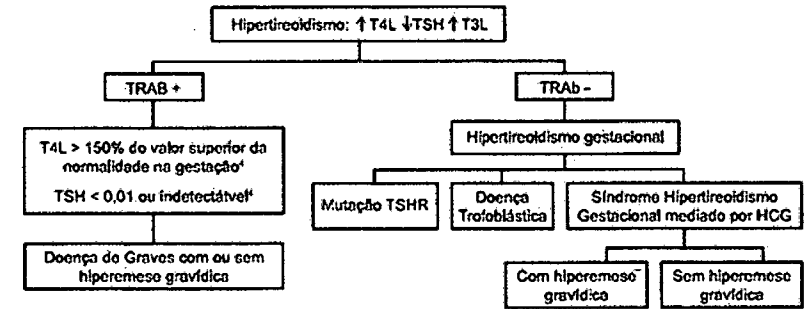 Hipertireoidismo: ↑T4L ↓TSH ↑T3L
TRAB +
TRAb –
T4L > 150% do valor superior da
normalidade na gestação⁴
TSH < 0,01 ou indetectável⁴
Hipertireoidismo gestacional
Mutação TSHR
Doença
Trofoblástica
Síndrome Hipertireoidismo
Gestacional mediado por HCG
Doença de Graves com ou sem
hiperemese gravídica
Com hiperemese
gravídica
Sem hiperemese
gravídica